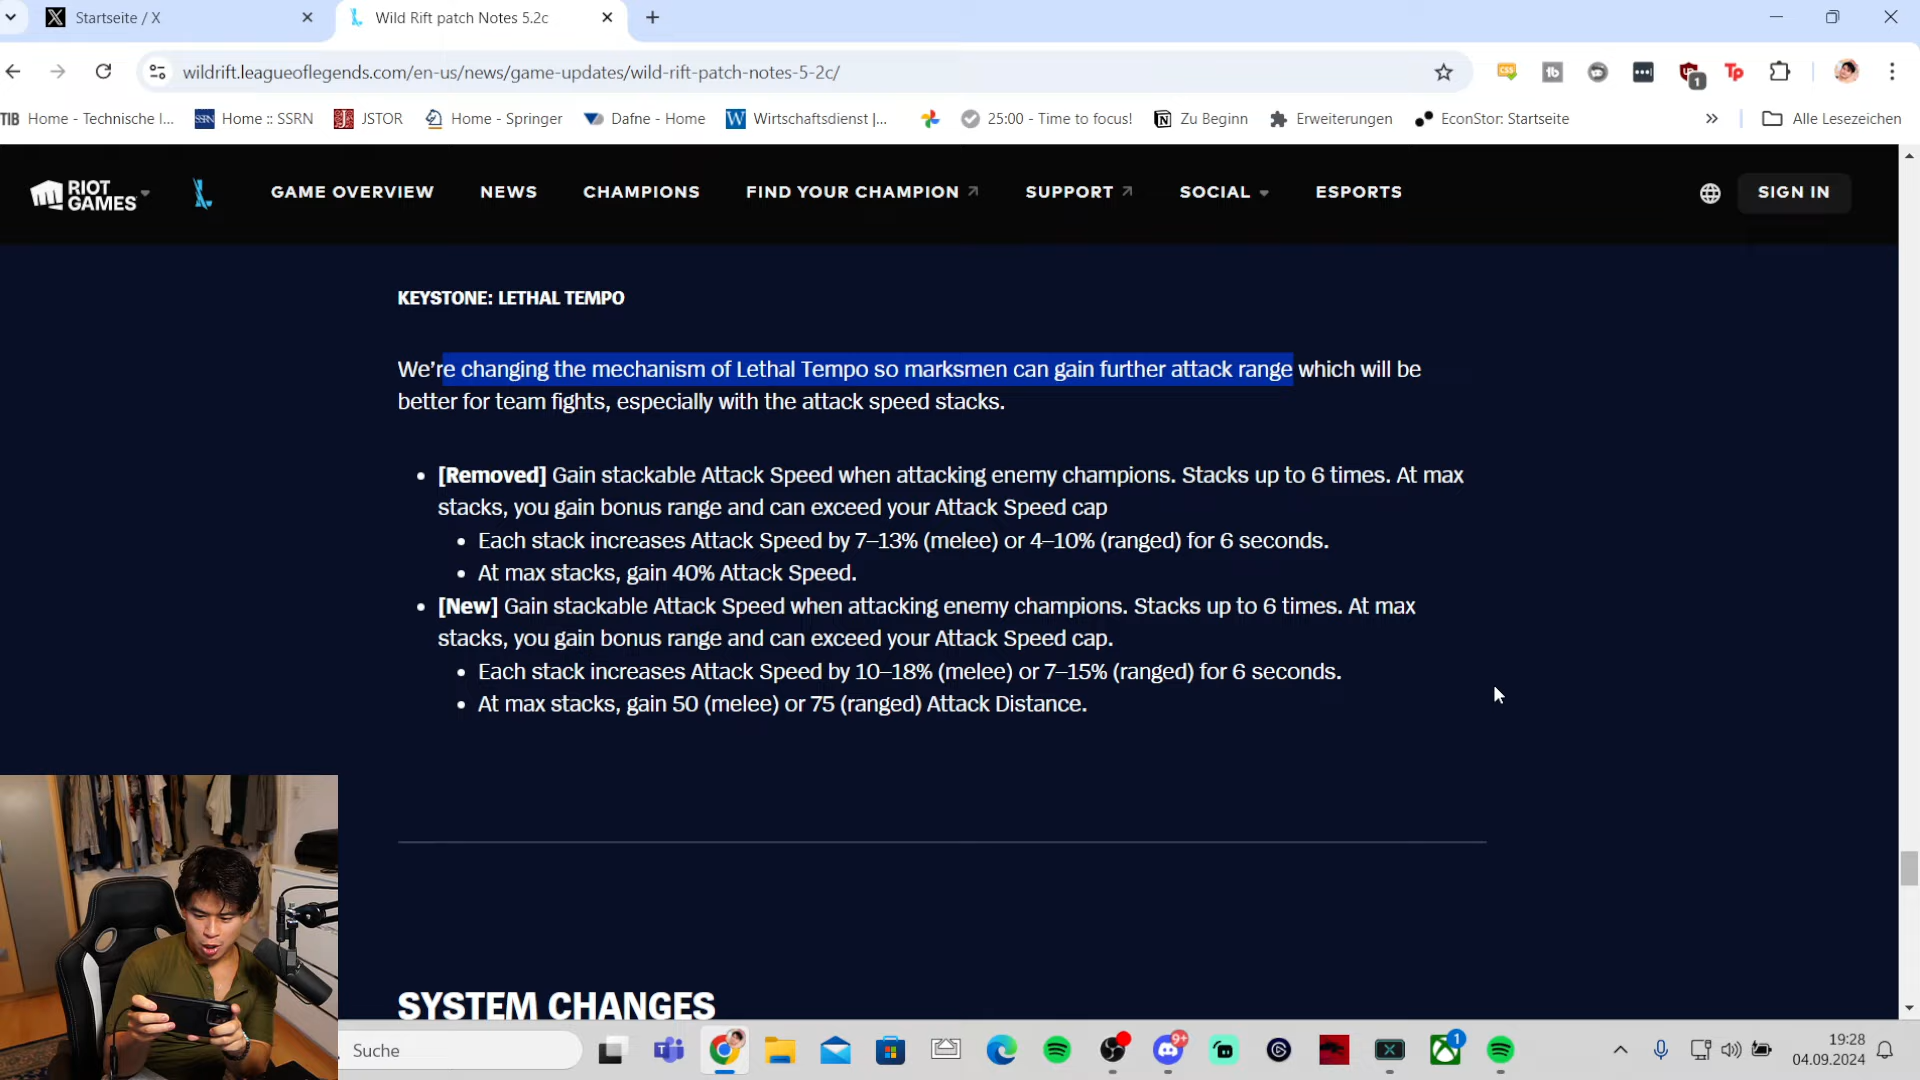 Startseite / X
Wild Rift patch Notes 5.2c
wildrift.leagueoflegends.com/en-us/news/game-updates/wild-rift-patch-notes-5-2c/
TIB Home - Technische I... SSRN Home :: SSRN JSTOR Home - Springer Dafne - Home W Wirtschaftsdienst |... 25:00 - Time to focus! Zu Beginn Erweiterungen EconStor: Startseite » Alle Lesezeichen
RIOT GAMES GAME OVERVIEW NEWS CHAMPIONS FIND YOUR CHAMPION SUPPORT SOCIAL ESPORTS SIGN IN
KEYSTONE: LETHAL TEMPO
We’re changing the mechanism of Lethal Tempo so marksmen can gain further attack range which will be
better for team fights, especially with the attack speed stacks.
• [Removed] Gain stackable Attack Speed when attacking enemy champions. Stacks up to 6 times. At max
stacks, you gain bonus range and can exceed your Attack Speed cap
• Each stack increases Attack Speed by 7–13% (melee) or 4–10% (ranged) for 6 seconds.
• At max stacks, gain 40% Attack Speed.
• [New] Gain stackable Attack Speed when attacking enemy champions. Stacks up to 6 times. At max
stacks, you gain bonus range and can exceed your Attack Speed cap.
• Each stack increases Attack Speed by 10–18% (melee) or 7–15% (ranged) for 6 seconds.
• At max stacks, gain 50 (melee) or 75 (ranged) Attack Distance.
SYSTEM CHANGES
Suche
9+
1
19:28
04.09.2024